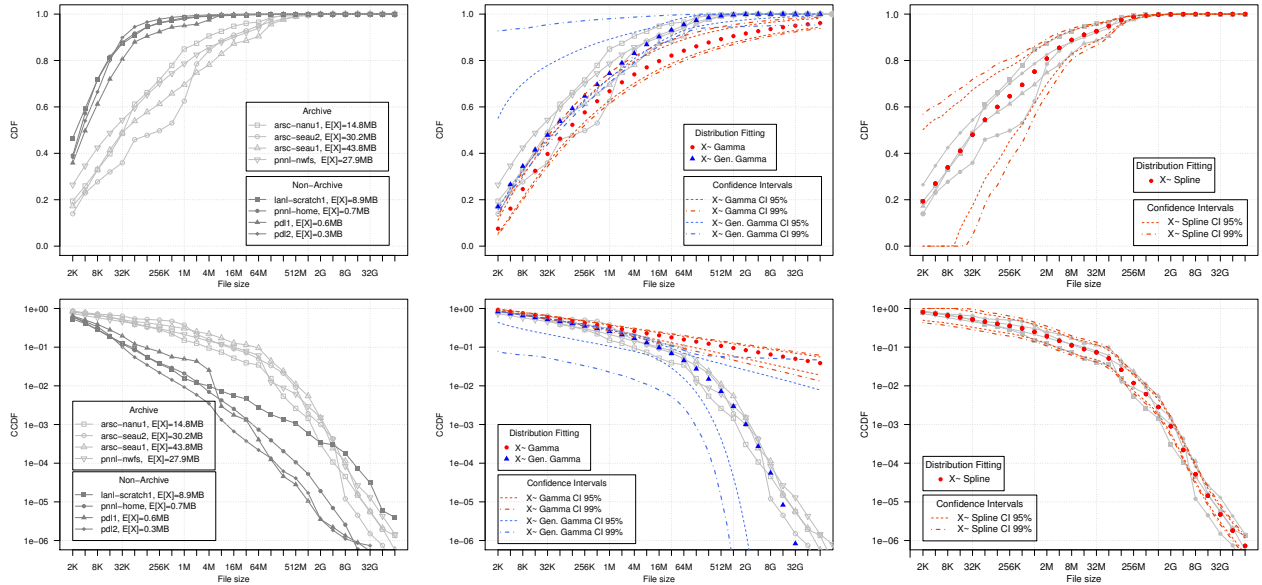 CDF
1.0
0.8
0.6
0.4
0.2
0.0
Archive
arsc-nanu1, E[X]=14.8MB
arsc-seau2, E[X]=30.2MB
arsc-seau1, E[X]=43.8MB
pnnl-nwfs, E[X]=27.9MB
Non-Archive
lanl-scratch1, E[X]=8.9MB
pnnl-home, E[X]=0.7MB
pdl1, E[X]=0.6MB
pdl2, E[X]=0.3MB
2K 8K 32K 256K 1M 4M 16M 64M 512M 2G 8G 32G
File size
CDF
1.0
0.8
0.6
0.4
0.2
0.0
Distribution Fitting
X~ Gamma
X~ Gen. Gamma
Confidence Intervals
X~ Gamma CI 95%
X~ Gamma CI 99%
X~ Gen. Gamma CI 95%
X~ Gen. Gamma CI 99%
2K 8K 32K 256K 2M 8M 32M 512M 2G 8G 32G
File size
CDF
1.0
0.8
0.6
0.4
0.2
0.0
Distribution Fitting
X~ Spline
Confidence Intervals
X~ Spline CI 95%
X~ Spline CI 99%
2K 8K 32K 256K 2M 8M 32M 256M 2G 8G 32G
File size
CCDF
1e+00
1e-01
1e-02
1e-03
1e-04
1e-05
1e-06
Archive
arsc-nanu1, E[X]=14.8MB
arsc-seau2, E[X]=30.2MB
arsc-seau1, E[X]=43.8MB
pnnl-nwfs, E[X]=27.9MB
Non-Archive
lanl-scratch1, E[X]=8.9MB
pnnl-home, E[X]=0.7MB
pdl1, E[X]=0.6MB
pdl2, E[X]=0.3MB
2K 8K 32K 256K 1M 4M 16M 64M 512M 2G 8G 32G
File size
CCDF
1e+00
1e-01
1e-02
1e-03
1e-04
1e-05
1e-06
Distribution Fitting
X~ Gamma
X~ Gen. Gamma
Confidence Intervals
X~ Gamma CI 95%
X~ Gamma CI 99%
X~ Gen. Gamma CI 95%
X~ Gen. Gamma CI 99%
2K 8K 32K 256K 2M 8M 32M 512M 2G 8G 32G
File size
CCDF
1e+00
1e-01
1e-02
1e-03
1e-04
1e-05
1e-06
Distribution Fitting
X~ Spline
Confidence Intervals
X~ Spline CI 95%
X~ Spline CI 99%
2K 8K 32K 256K 2M 8M 32M 256M 2G 8G 32G
File size